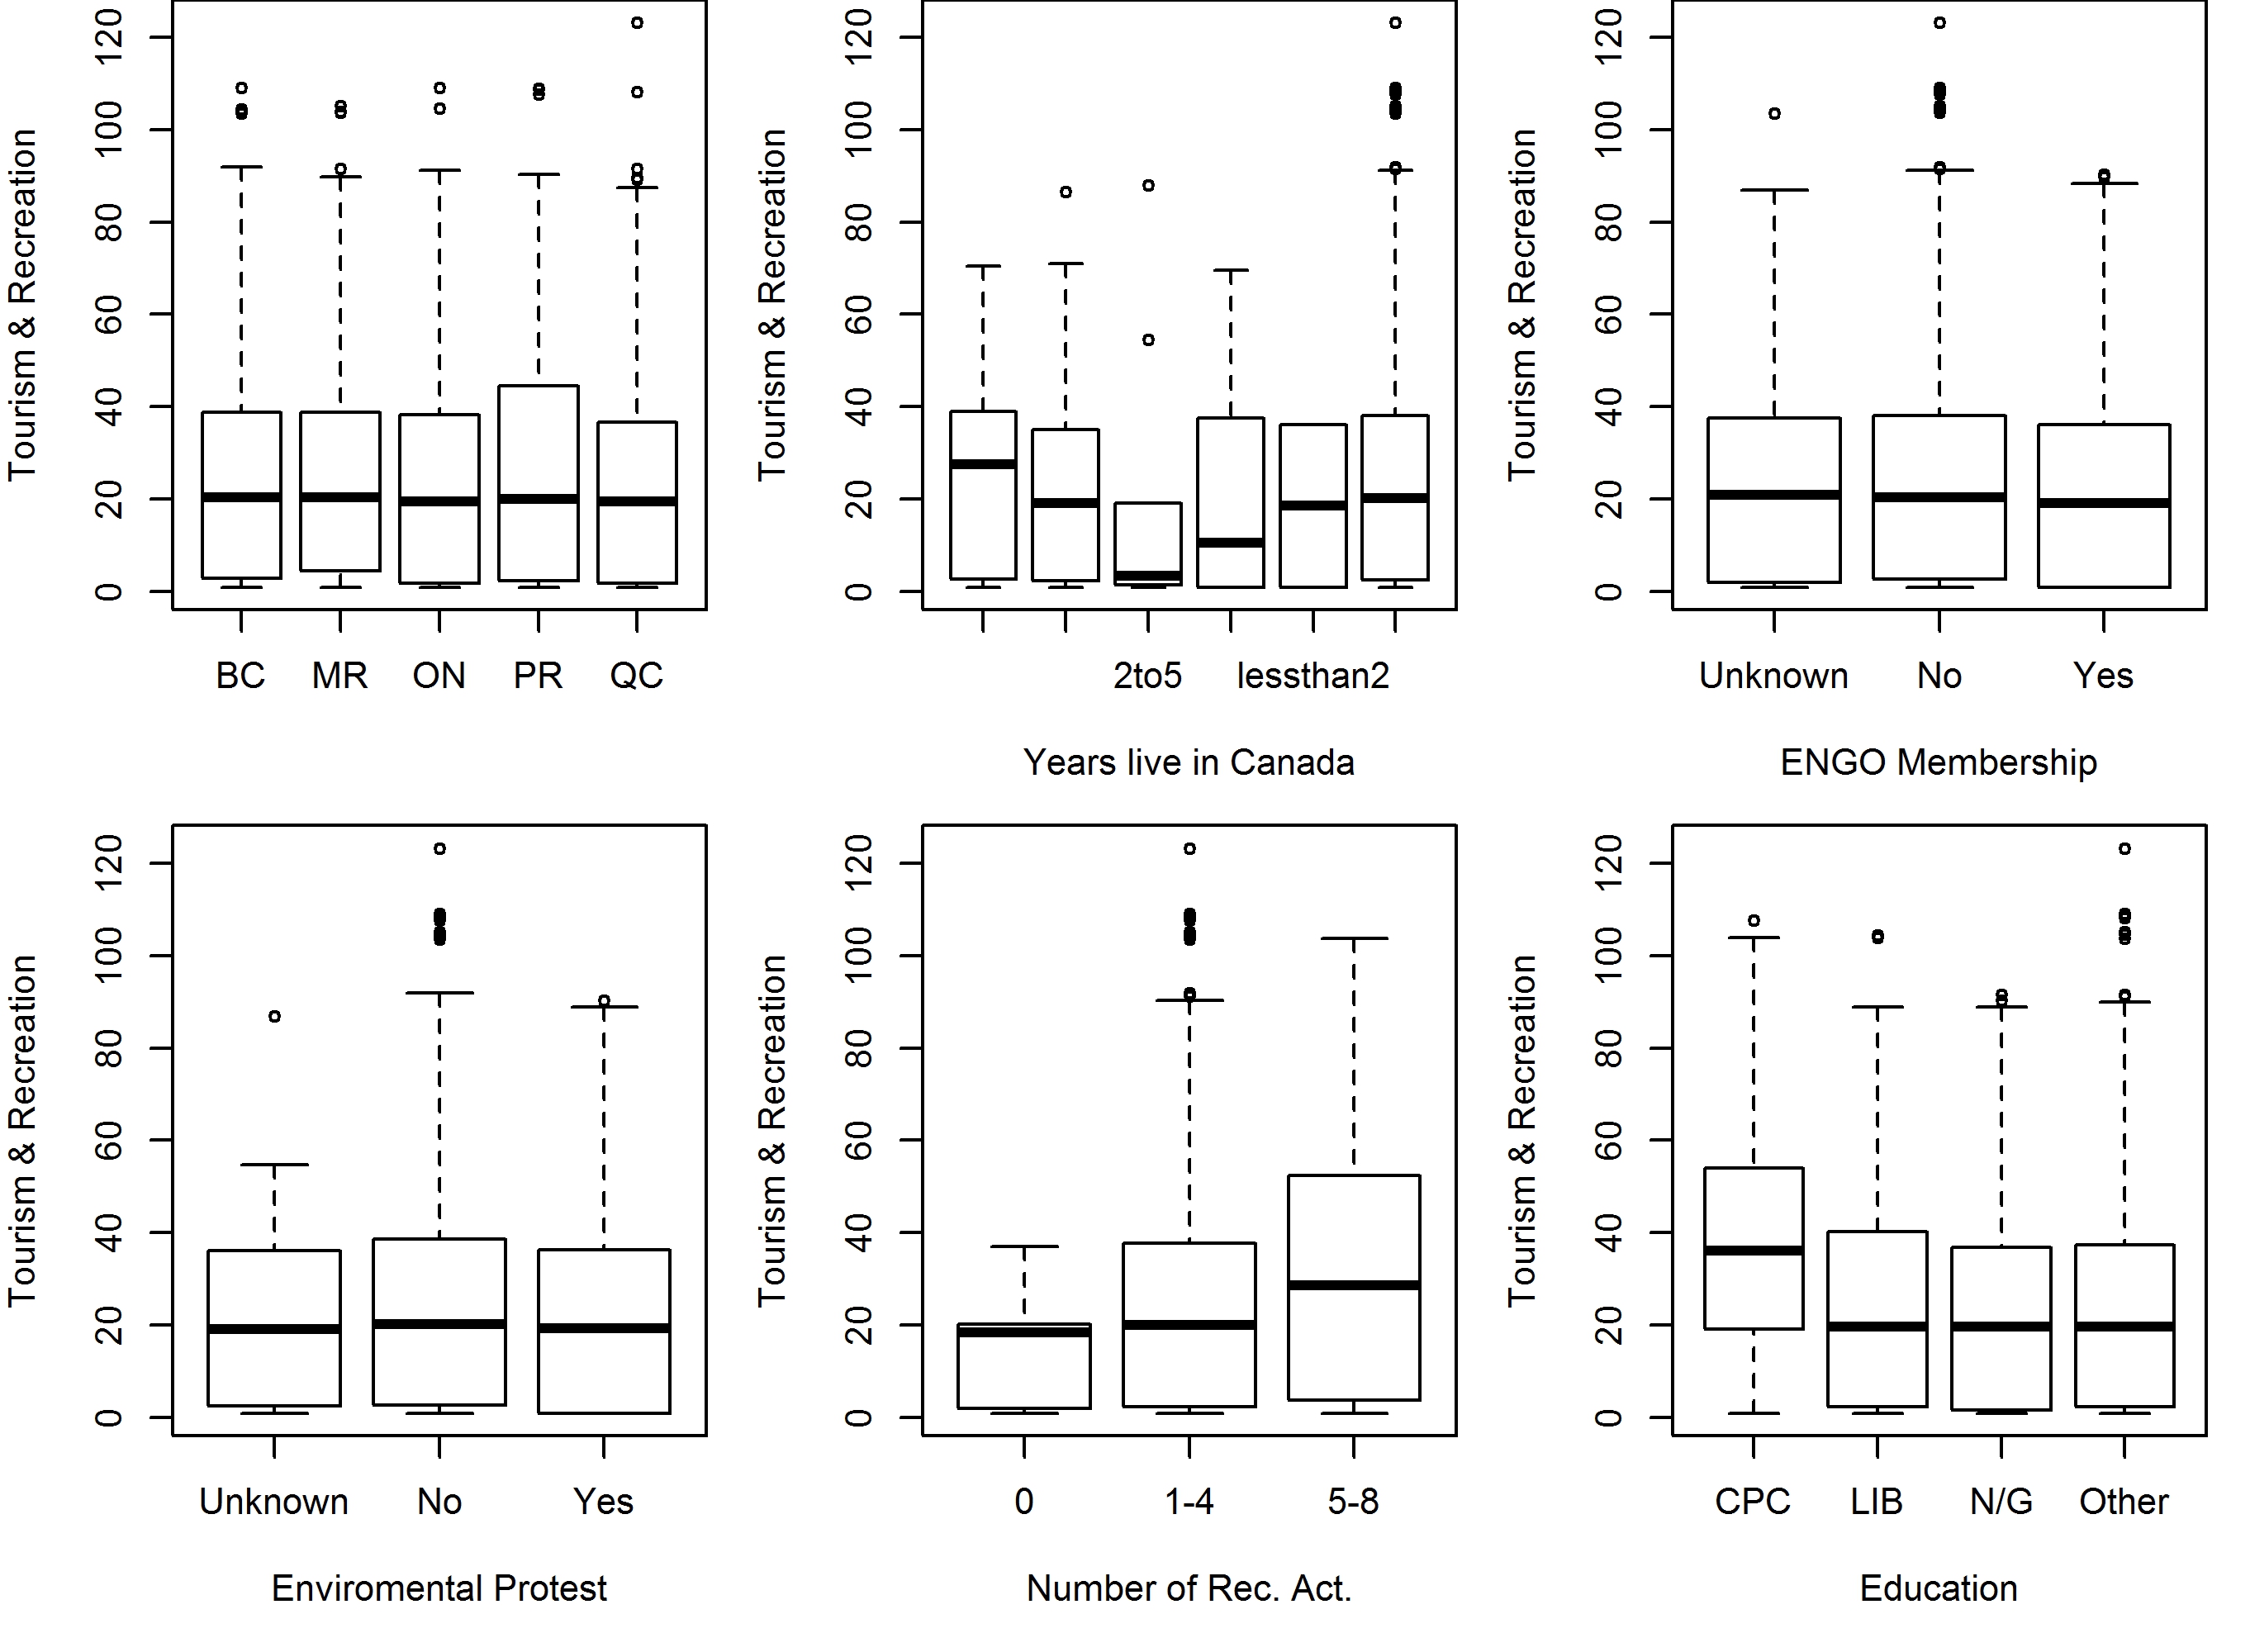 Tourism & Recreation
0 20 40 60 80 100 120
BC MR ON PR QC
Tourism & Recreation
0 20 40 60 80 100 120
2to5 lessthan2
Years live in Canada
Tourism & Recreation
0 20 40 60 80 100 120
Unknown No Yes
ENGO Membership
Tourism & Recreation
0 20 40 60 80 100 120
Unknown No Yes
Enviromental Protest
Tourism & Recreation
0 20 40 60 80 100 120
0 1-4 5-8
Number of Rec. Act.
Tourism & Recreation
0 20 40 60 80 100 120
CPC LIB N/G Other
Education